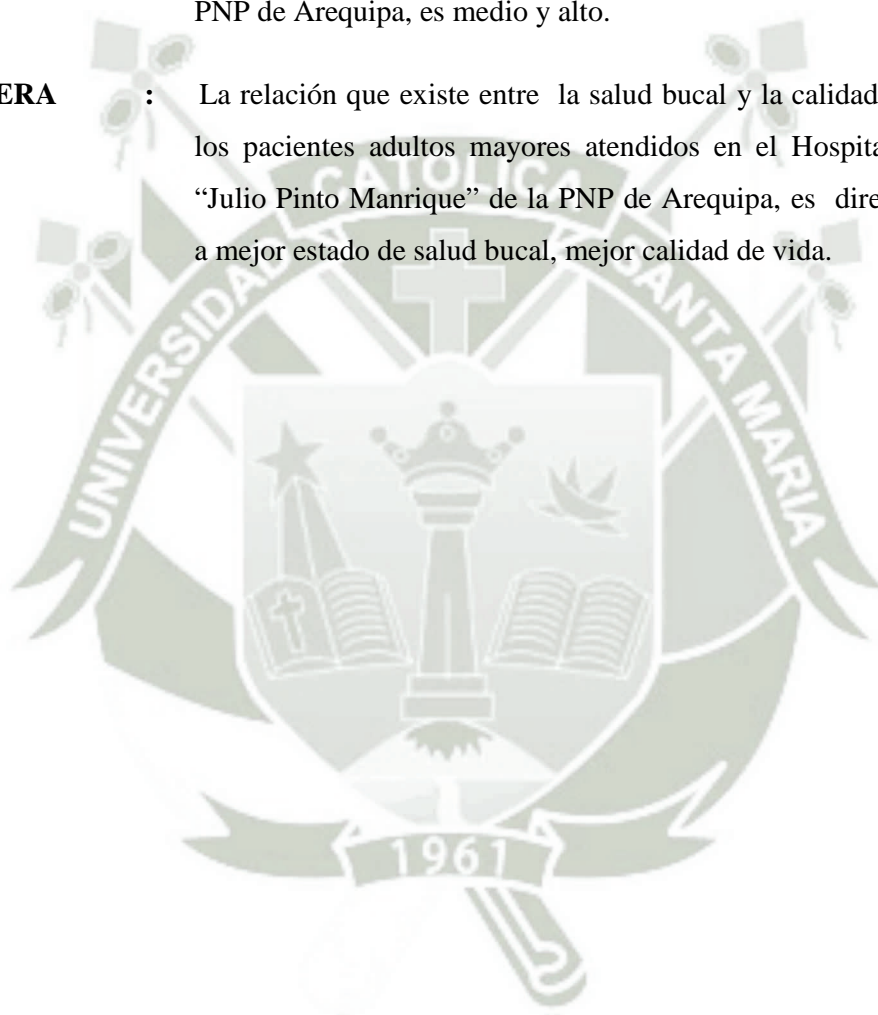 PNP de Arequipa, es medio y alto.
ERA : La relación que existe entre la salud bucal y la calidad
los pacientes adultos mayores atendidos en el Hospita
“Julio Pinto Manrique” de la PNP de Arequipa, es dire
a mejor estado de salud bucal, mejor calidad de vida.
CATOLICA
UNIVERSIDAD
SANTA MARIA
1961